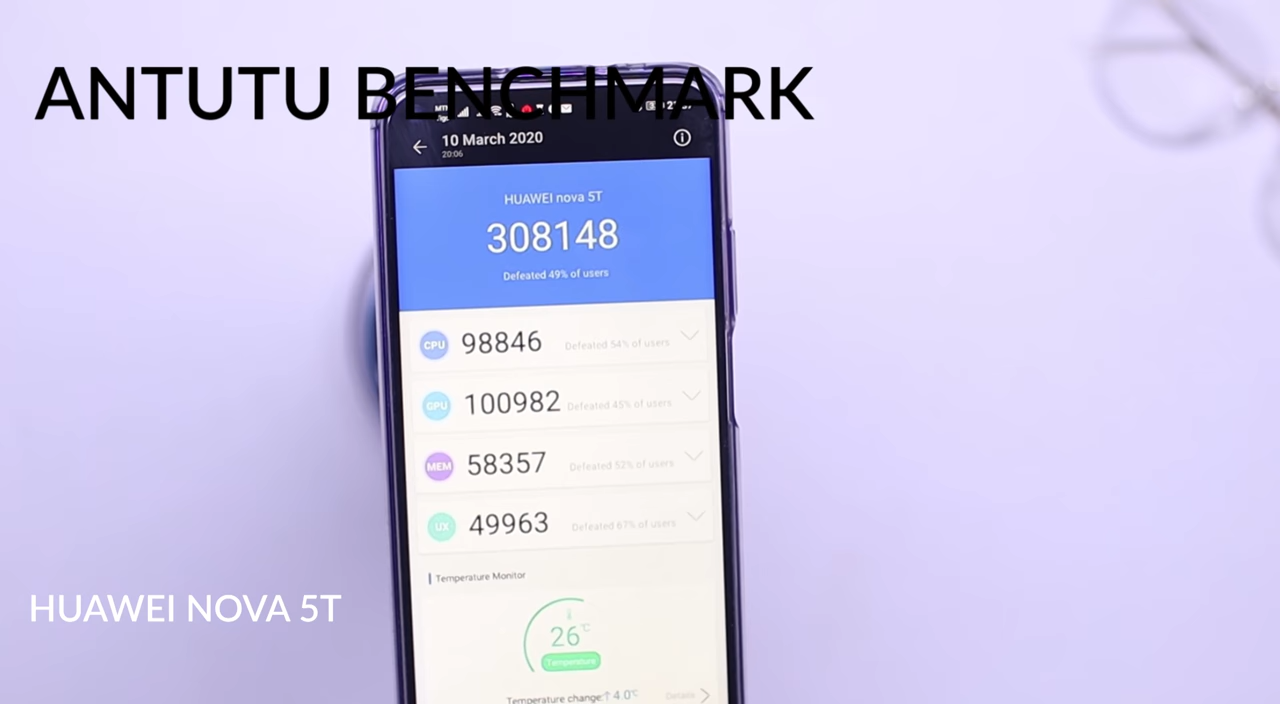 ANTUTU BENCHMARK
10 March 2020
20:06
HUAWEI nova 5T
308148
Defeated 49% of users
CPU 98846 Defeated 54% of users
GPU 100982 Defeated 45% of users
MEM 58357 Defeated 52% of users
UX 49963 Defeated 67% of users
Temperature Monitor
26°C
Temperature
Temperature change:↑ 4.0°C Details
HUAWEI NOVA 5T